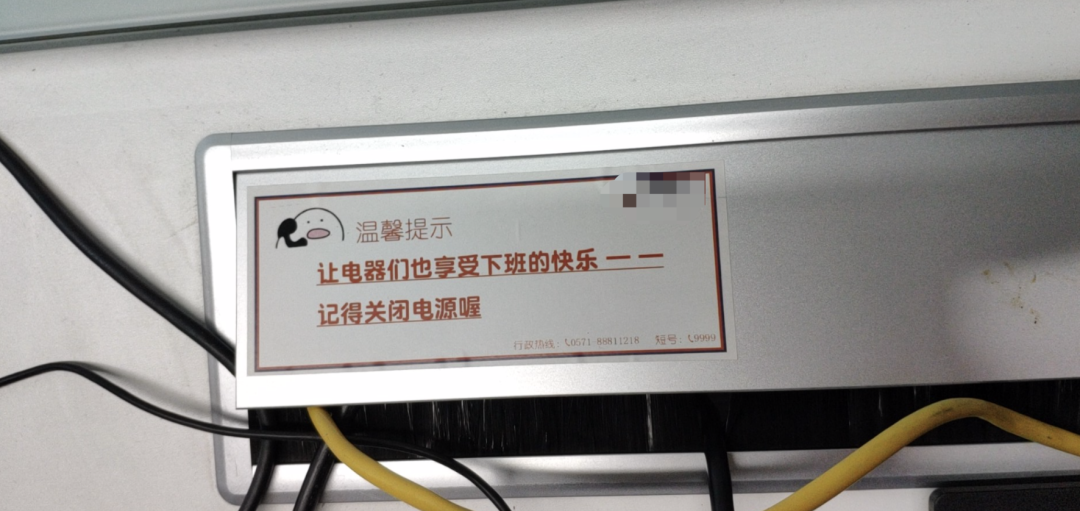 温馨提示
让电器们也享受下班的快乐一一
记得关闭电源喔
行政热线:0571-88811218 短号:9999